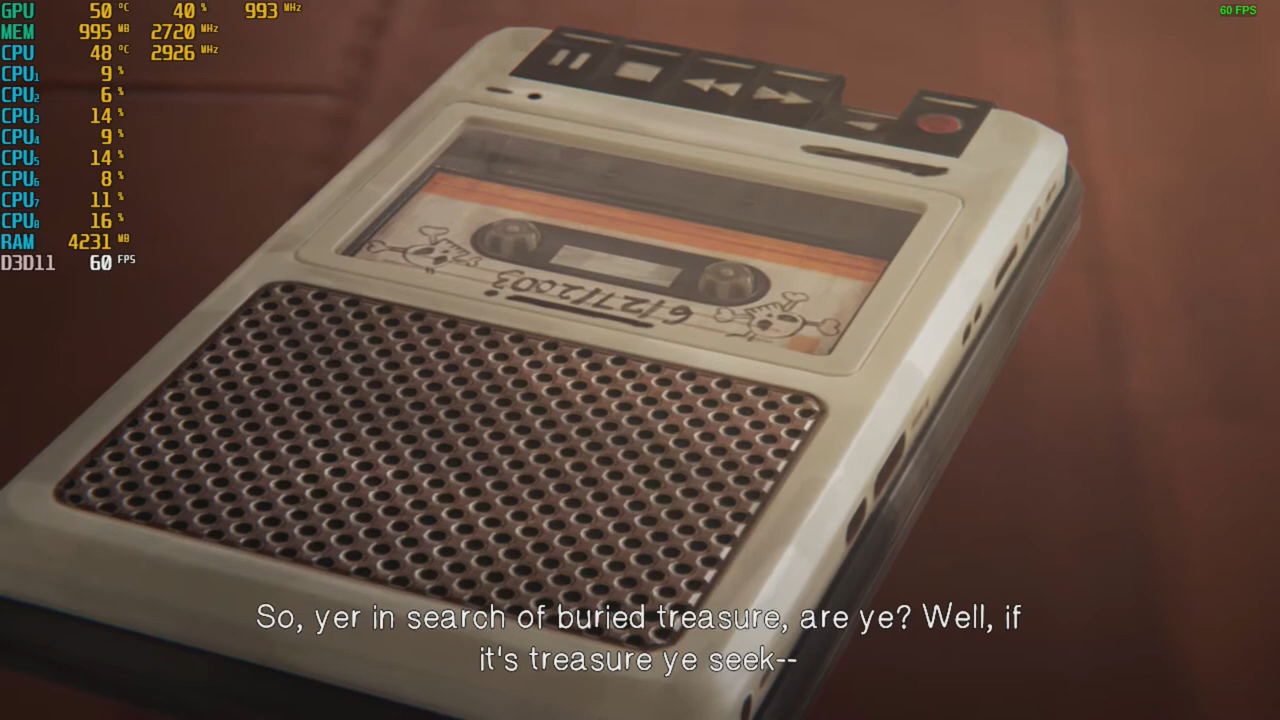 GPU 50 °C 40 % 993 MHz
MEM 995 MB 2720 MHz
CPU 48 °C 2926 MHz
CPU1 9 %
CPU2 6 %
CPU3 14 %
CPU4 9 %
CPU5 14 %
CPU6 8 %
CPU7 11 %
CPU8 16 %
RAM 4231 MB
D3D11 60 FPS
60 FPS
6/27/2003
So, yer in search of buried treasure, are ye? Well, if
it's treasure ye seek--